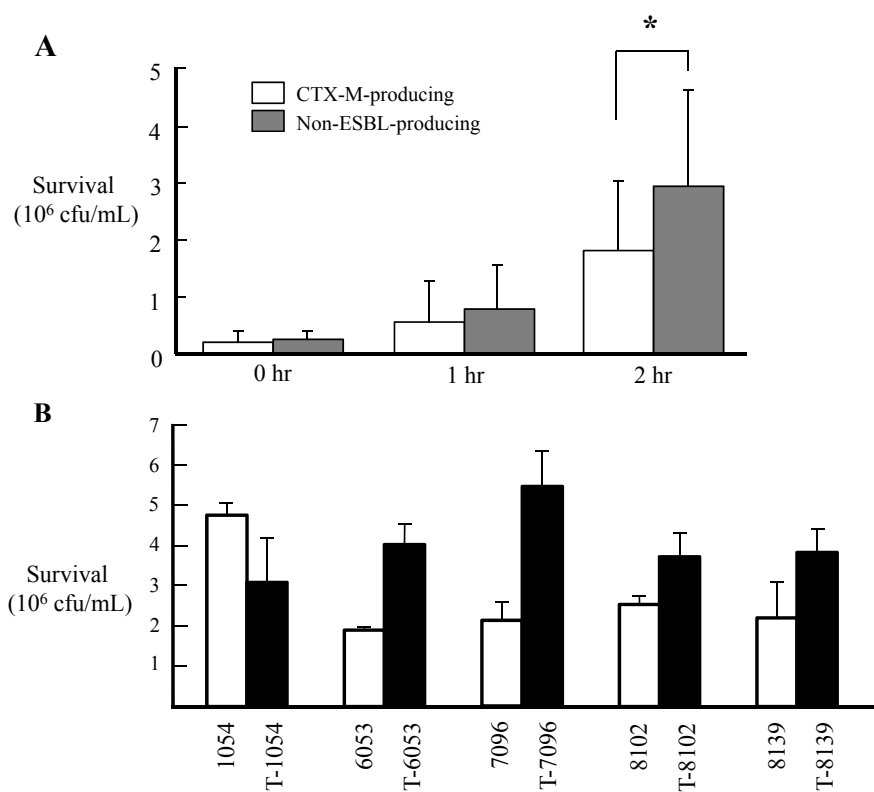 A
*
5
4
3
2
1
0
CTX-M-producing
Non-ESBL-producing
Survival
(10⁶ cfu/mL)
0 hr
1 hr
2 hr
B
7
6
5
4
3
2
1
Survival
(10⁶ cfu/mL)
1054
T-1054
6053
T-6053
7096
T-7096
8102
T-8102
8139
T-8139